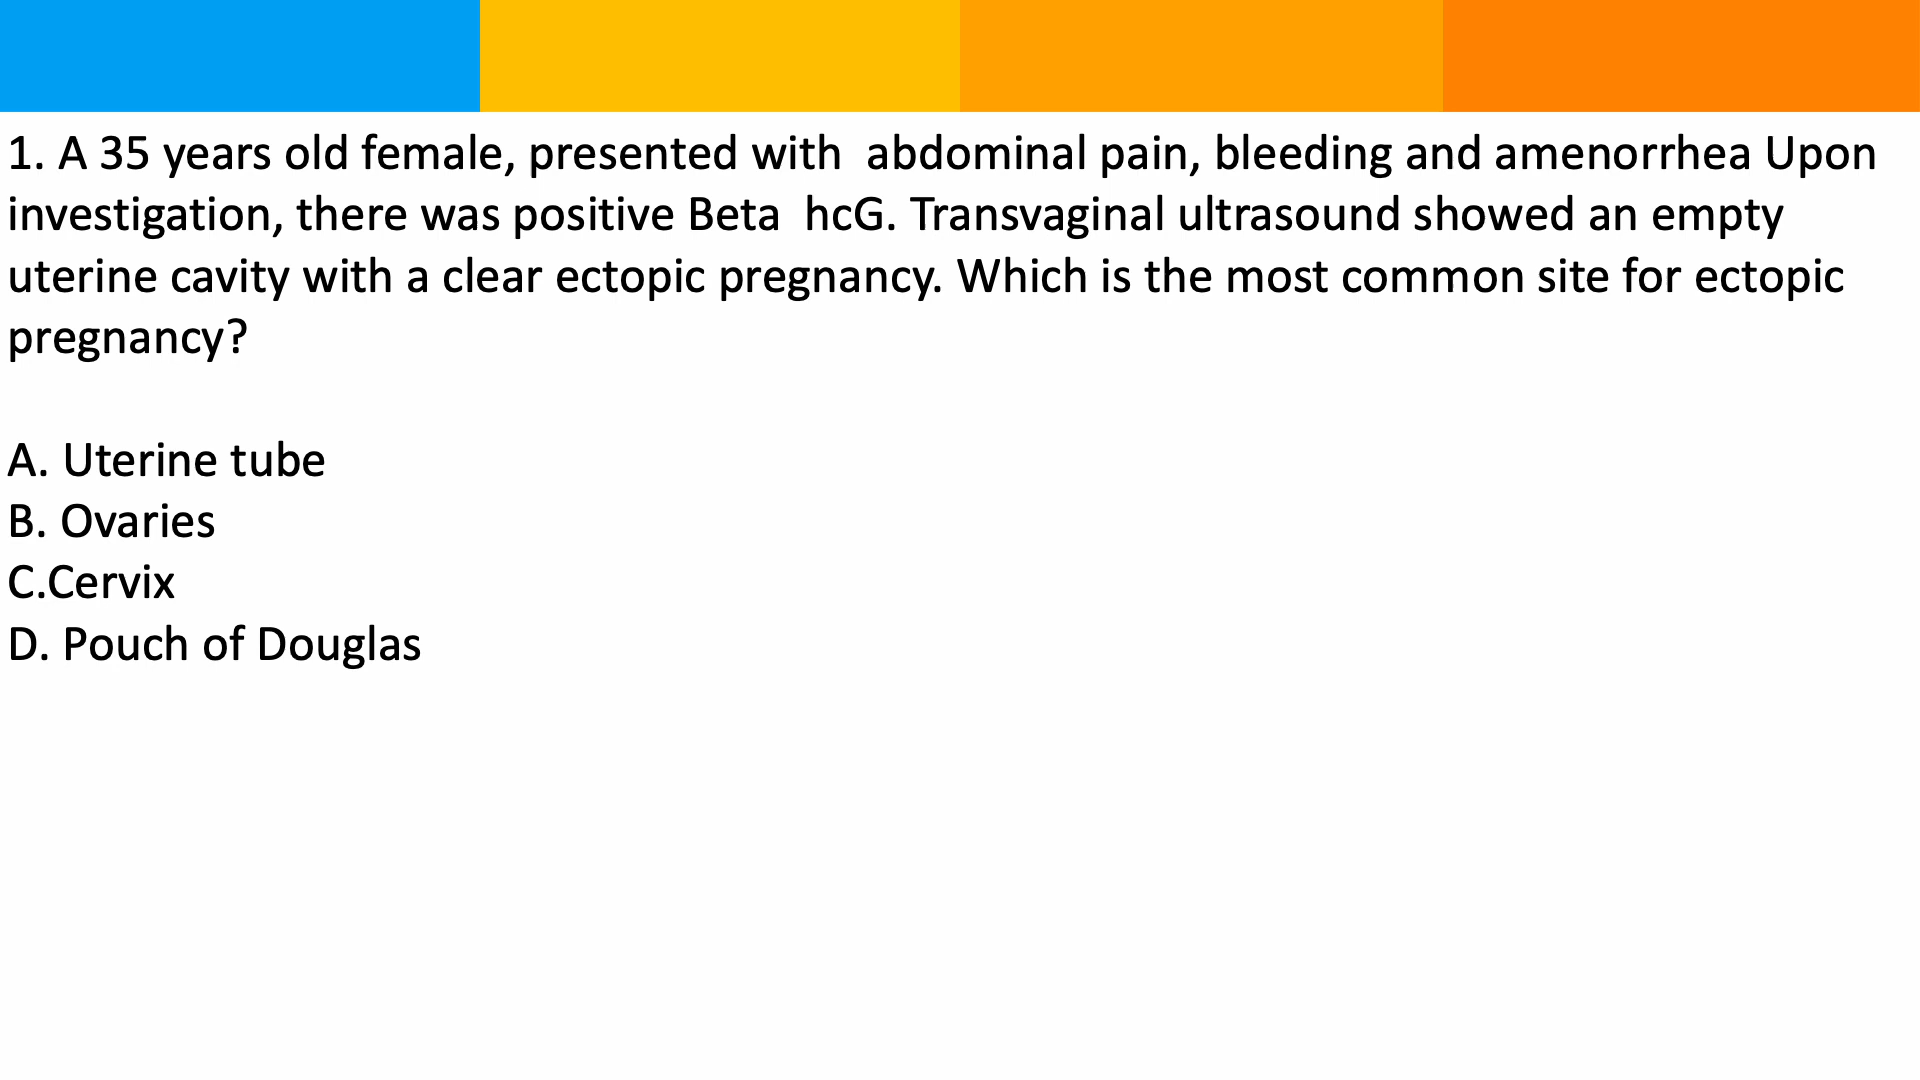 1. A 35 years old female, presented with  abdominal pain, bleeding and amenorrhea Upon
investigation, there was positive Beta  hcG. Transvaginal ultrasound showed an empty
uterine cavity with a clear ectopic pregnancy. Which is the most common site for ectopic
pregnancy?
A. Uterine tube
B. Ovaries
C.Cervix
D. Pouch of Douglas